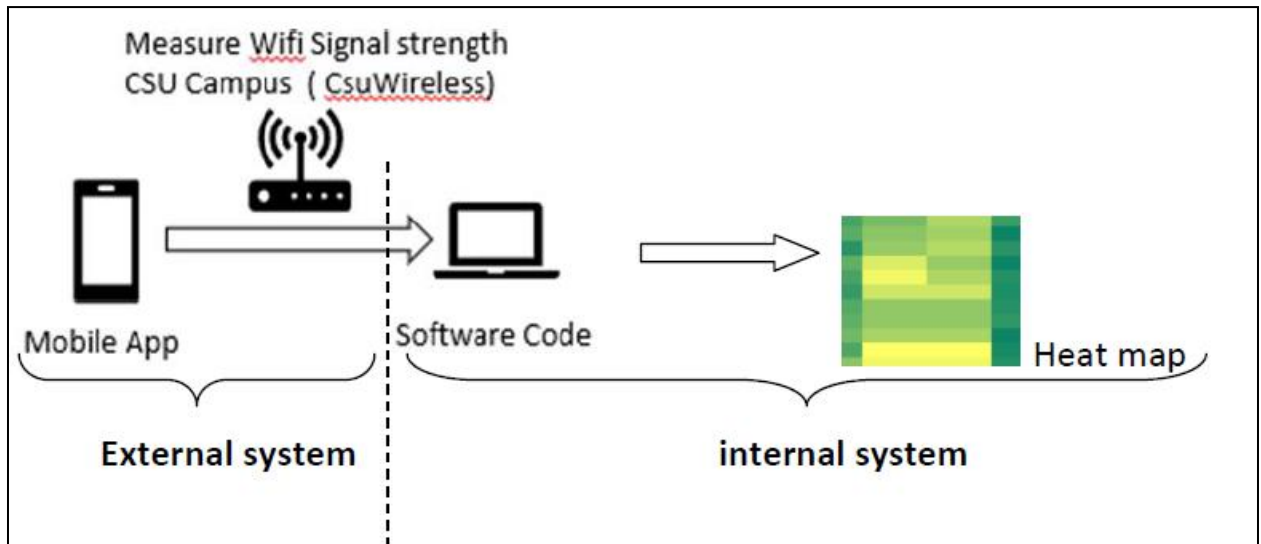 Measure Wifi Signal strength
CSU Campus ( CsuWireless)
Mobile App
Software Code
Heat map
External system
internal system